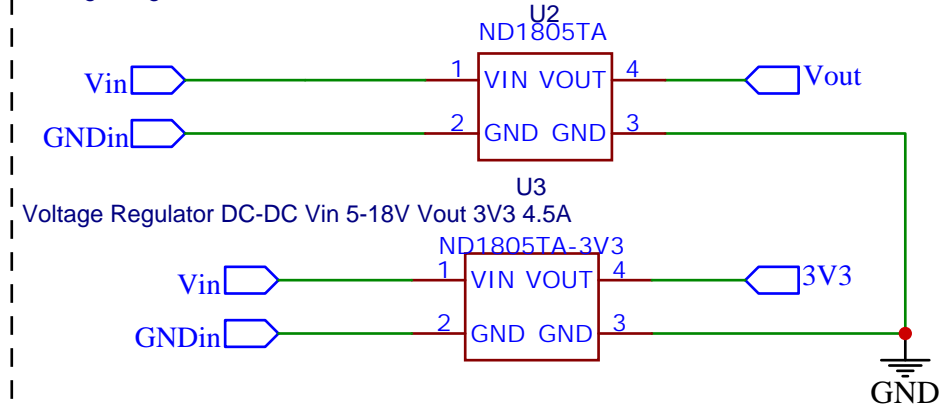 U2
ND1805TA
Vin 1 VIN VOUT 4 Vout
GNDin 2 GND GND 3
U3
Voltage Regulator DC-DC Vin 5-18V Vout 3V3 4.5A
ND1805TA-3V3
Vin 1 VIN VOUT 4 3V3
GNDin 2 GND GND 3
GND